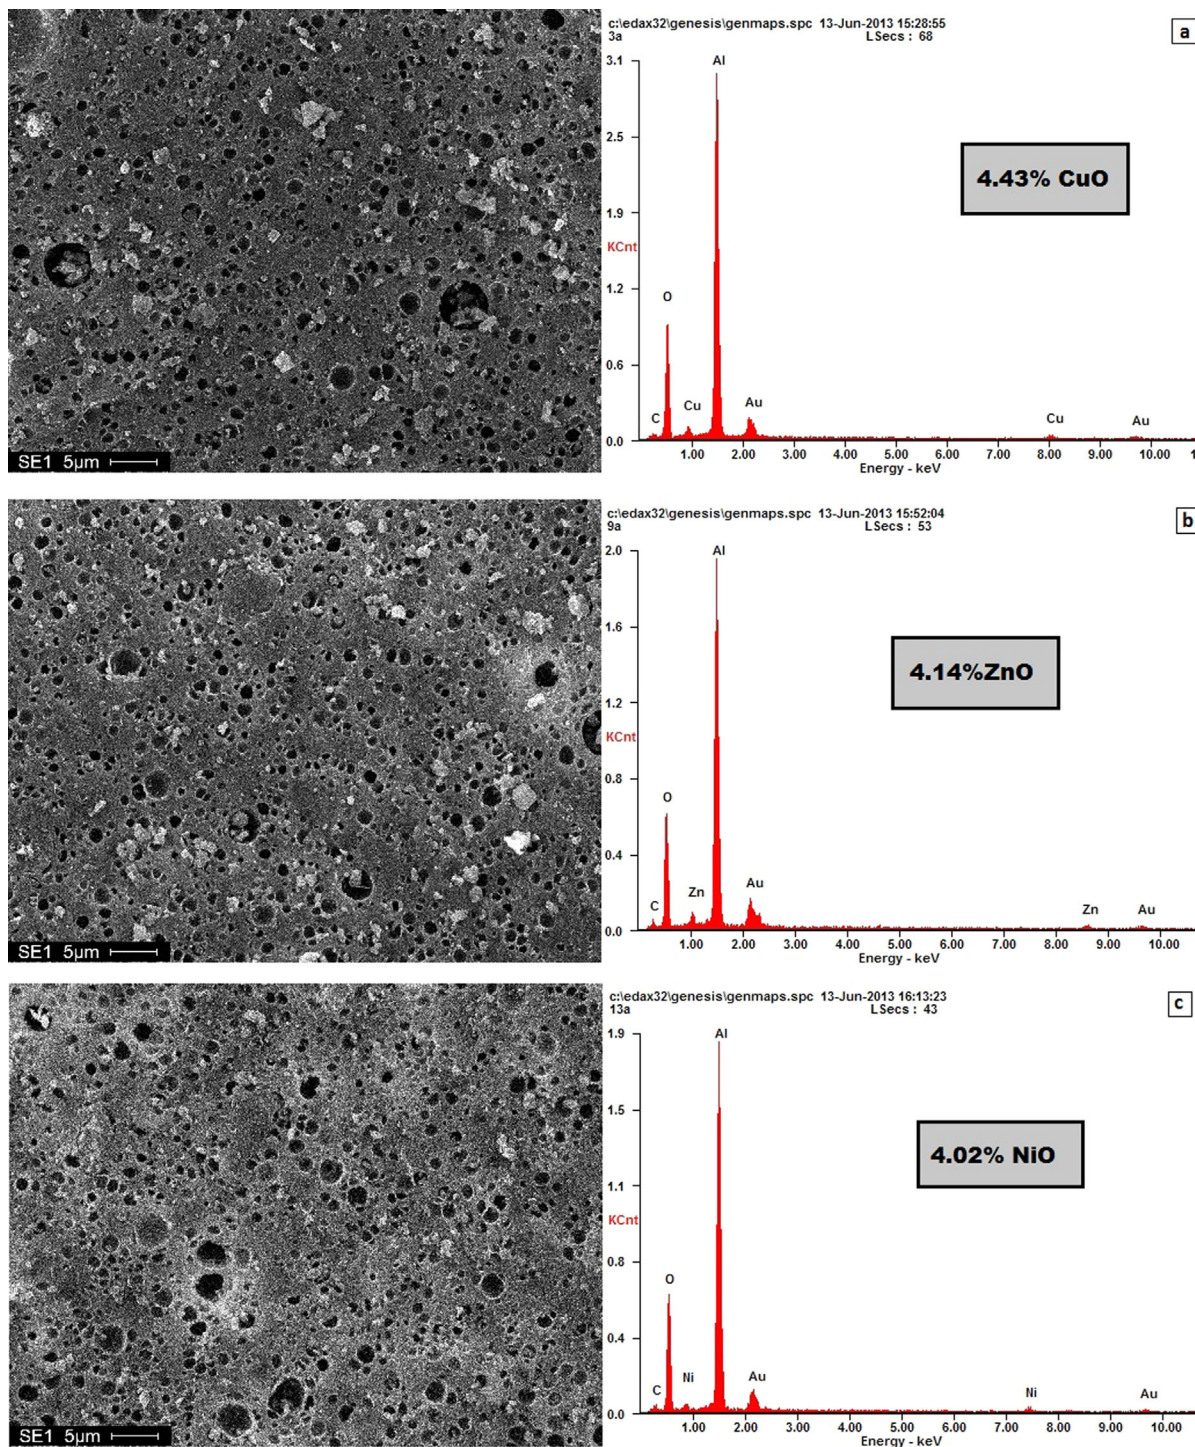 c:\edax32\genesis\genmaps.spc 13-Jun-2013 15:28:55
3a LSecs : 68
a
3.1
Al
2.5
4.43% CuO
1.9
KCnt
1.2
O
0.6
C Cu Au Cu Au
0.0
1.00 2.00 3.00 4.00 5.00 6.00 7.00 8.00 9.00 10.00
Energy - keV
SE1 5µm
c:\edax32\genesis\genmaps.spc 13-Jun-2013 15:52:04
9a LSecs : 53
b
2.0
Al
1.6
4.14%ZnO
1.2
KCnt
0.8
O
0.4
C Zn Au Zn Au
0.0
1.00 2.00 3.00 4.00 5.00 6.00 7.00 8.00 9.00 10.00
Energy - keV
SE1 5µm
c:\edax32\genesis\genmaps.spc 13-Jun-2013 16:13:23
13a LSecs : 43
c
1.9
Al
1.5
4.02% NiO
1.1
KCnt
0.8
O
0.4
C Ni Au Ni Au
0.0
1.00 2.00 3.00 4.00 5.00 6.00 7.00 8.00 9.00 10.00
Energy - keV
SE1 5µm